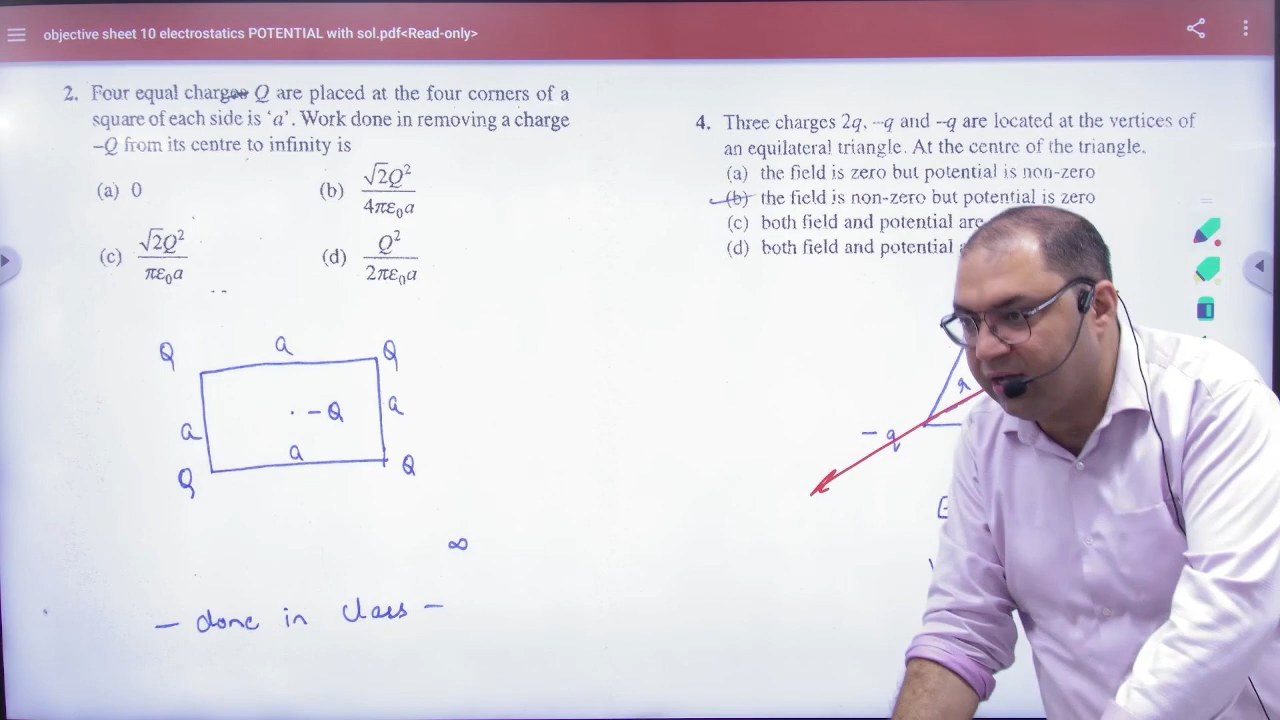 objective sheet 10 electrostatics POTENTIAL with sol.pdf<Read-only>
2. Four equal charges Q are placed at the four corners of a
square of each side is ‘a’. Work done in removing a charge
–Q from its centre to infinity is
(a) 0
(b) √2Q²/4πε₀a
(c) √2Q²/πε₀a
(d) Q²/2πε₀a
Q a Q
a . – Q a
Q a Q
∞
– done in class –
4. Three charges 2q, –q and –q are located at the vertices of
an equilateral triangle. At the centre of the triangle.
(a) the field is zero but potential is non-zero
(b) the field is non-zero but potential is zero
(c) both field and potential are
(d) both field and potential
– q